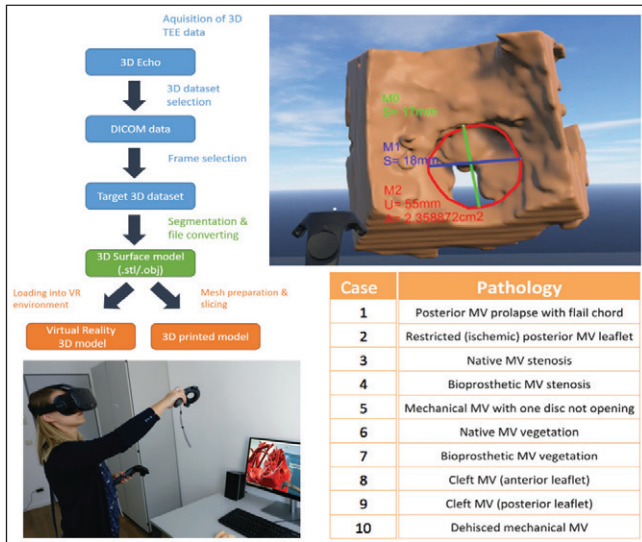 Aquisition of 3D
TEE data
3D Echo
3D dataset
selection
DICOM data
Frame selection
Target 3D dataset
Segmentation &
file converting
3D Surface model
(.stl/.obj)
Loading into VR
environment
Mesh preparation &
slicing
Virtual Reality
3D model
3D printed model
M0
S= 17mm
M1
S= 18mm
M2
U= 55mm
A= 2.358872cm2
Case Pathology
1 Posterior MV prolapse with flail chord
2 Restricted (ischemic) posterior MV leaflet
3 Native MV stenosis
4 Bioprosthetic MV stenosis
5 Mechanical MV with one disc not opening
6 Native MV vegetation
7 Bioprosthetic MV vegetation
8 Cleft MV (anterior leaflet)
9 Cleft MV (posterior leaflet)
10 Dehisced mechanical MV